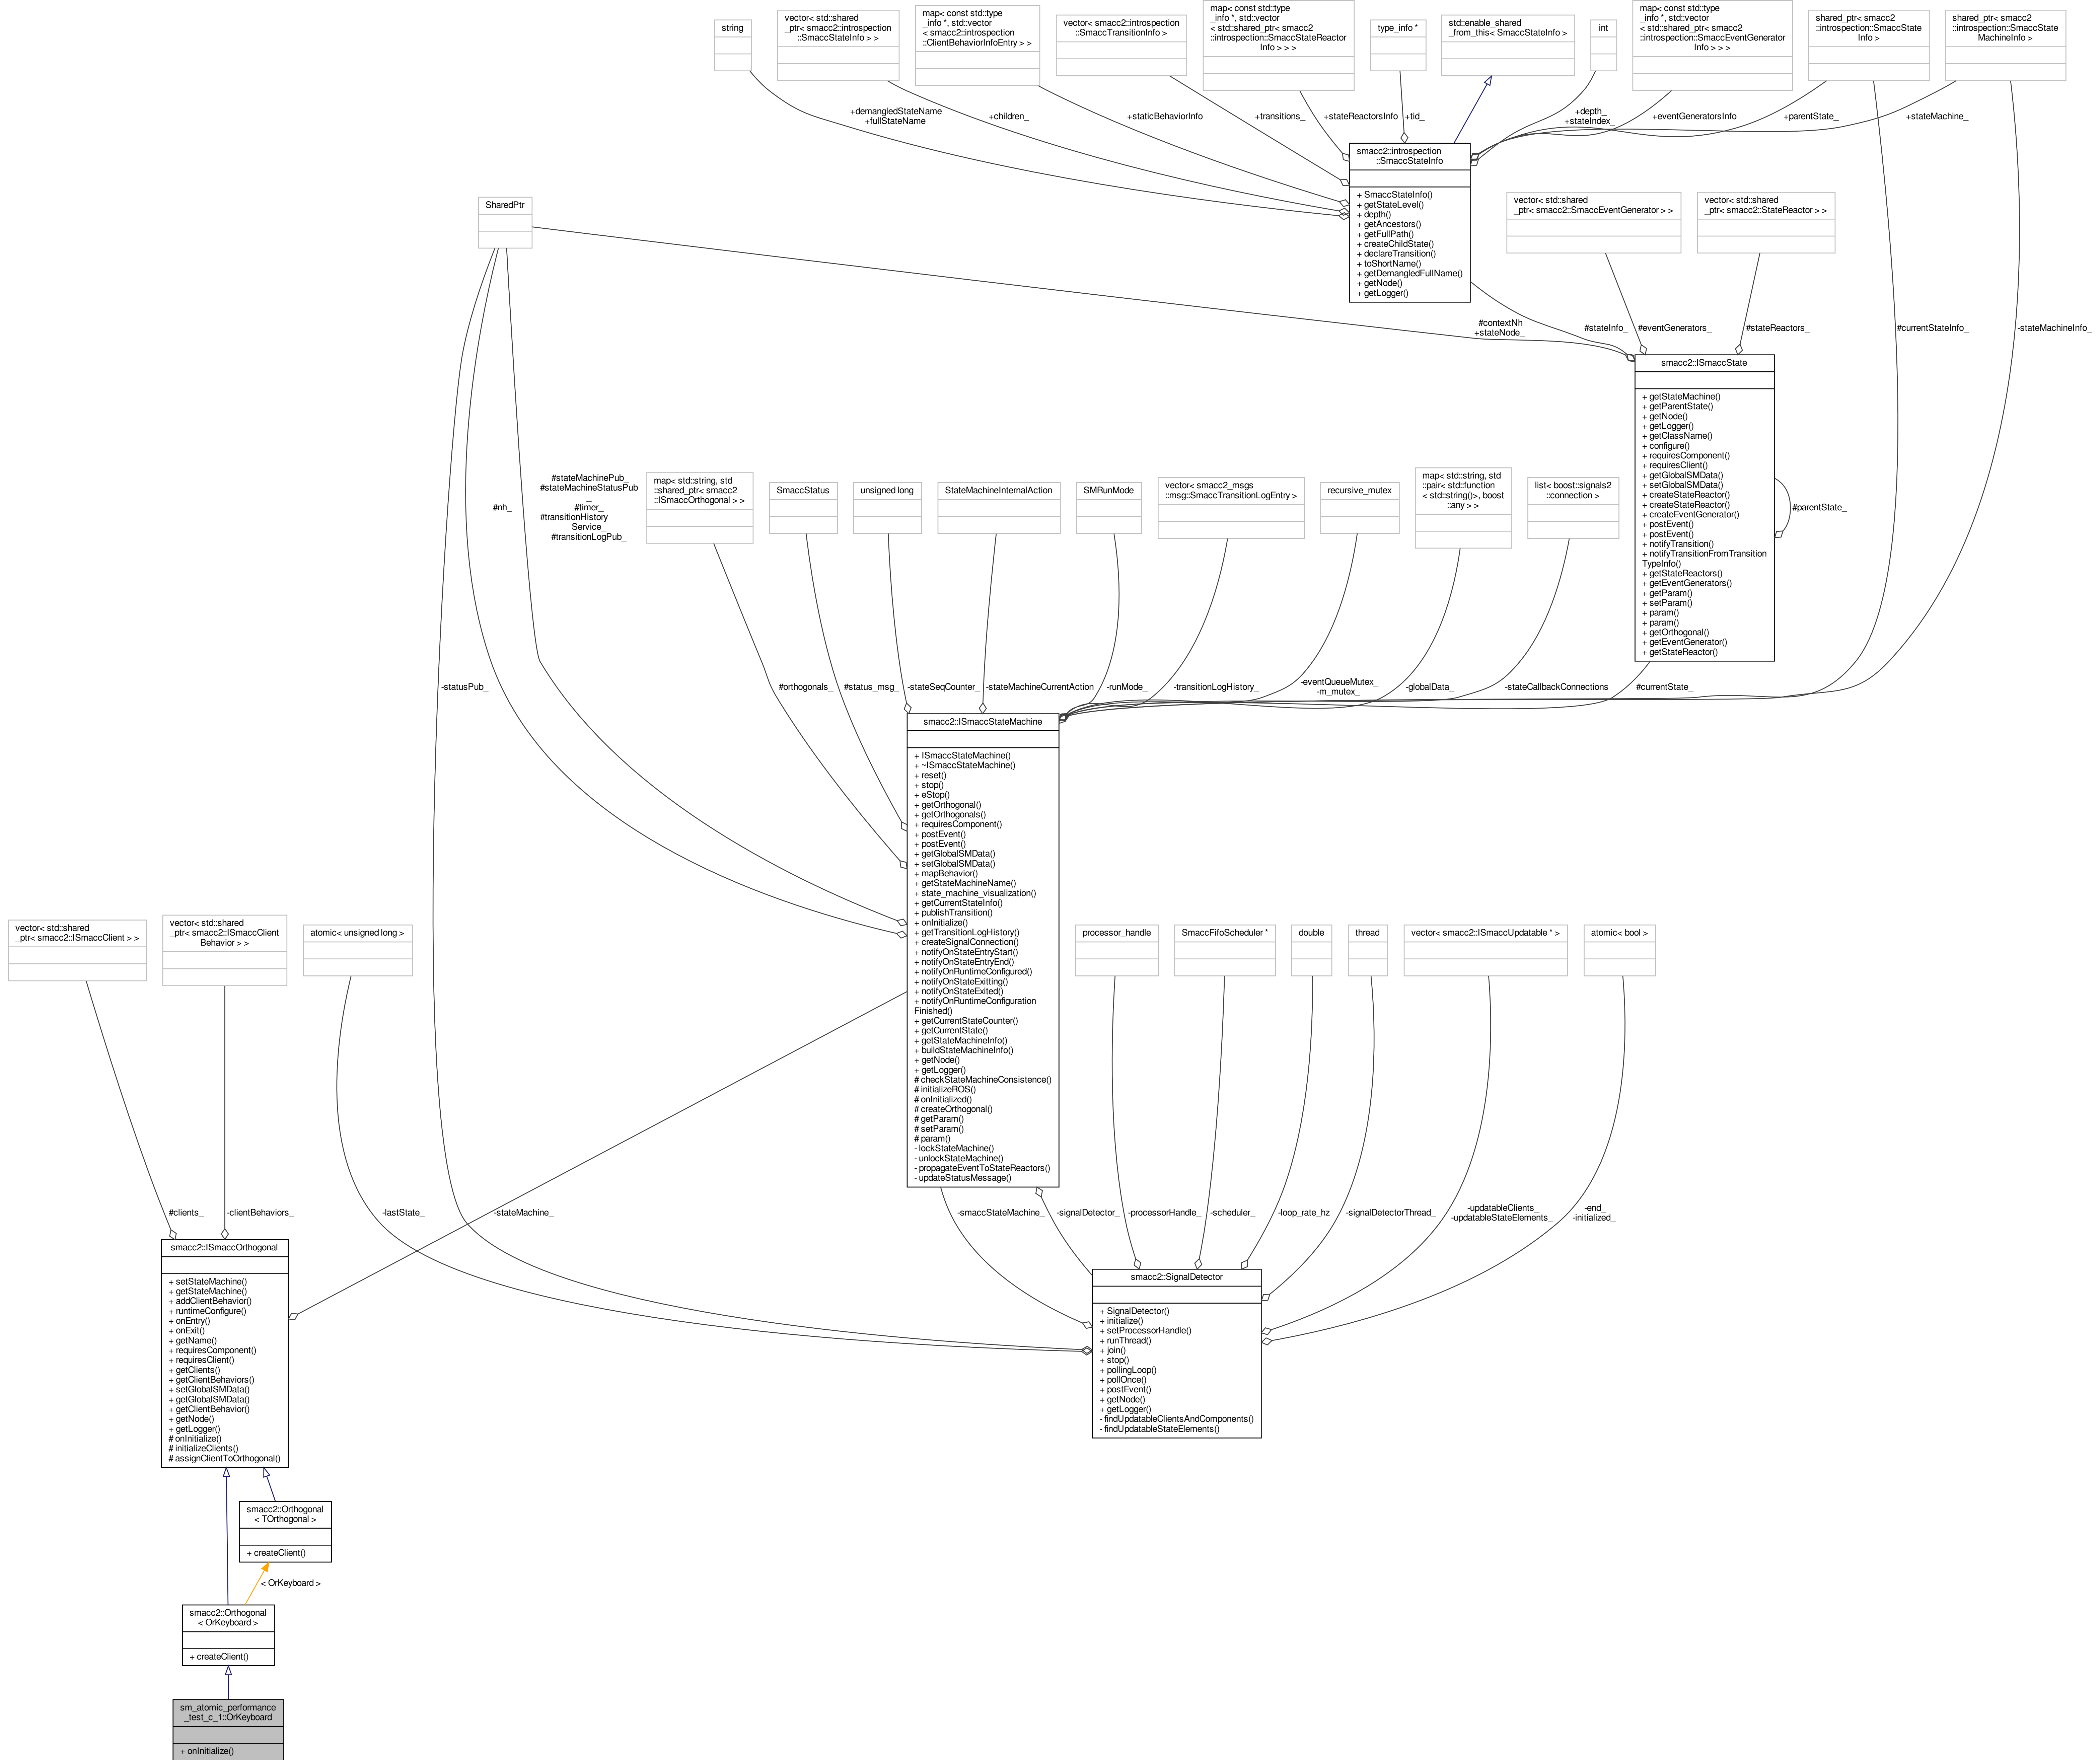 string
vector< std::shared
_ptr< smacc2::introspection
::SmaccStateInfo > >
map< const std::type
_info *, std::vector
< smacc2::introspection
::ClientBehaviorInfoEntry > >
vector< smacc2::introspection
::SmaccTransitionInfo >
map< const std::type
_info *, std::vector
< std::shared_ptr< smacc2
::introspection::SmaccStateReactor
Info > > >
type_info *
std::enable_shared
_from_this< SmaccStateInfo >
int
map< const std::type
_info *, std::vector
< std::shared_ptr< smacc2
::introspection::SmaccEventGenerator
Info > > >
shared_ptr< smacc2
::introspection::SmaccState
Info >
shared_ptr< smacc2
::introspection::SmaccState
MachineInfo >
+demangledStateName
+fullStateName
+children_
+staticBehaviorInfo
+transitions_
+stateReactorsInfo
+tid_
+depth_
+stateIndex_
+eventGeneratorsInfo
+parentState_
+stateMachine_
smacc2::introspection
::SmaccStateInfo
+ SmaccStateInfo()
+ getStateLevel()
+ depth()
+ getAncestors()
+ getFullPath()
+ createChildState()
+ declareTransition()
+ toShortName()
+ getDemangledFullName()
+ getNode()
+ getLogger()
SharedPtr
vector< std::shared
_ptr< smacc2::SmaccEventGenerator > >
vector< std::shared
_ptr< smacc2::StateReactor > >
#contextNh
+stateNode_
#stateInfo_
#eventGenerators_
#stateReactors_
#currentStateInfo_
-stateMachineInfo_
smacc2::ISmaccState
+ getStateMachine()
+ getParentState()
+ getNode()
+ getLogger()
+ getClassName()
+ configure()
+ requiresComponent()
+ requiresClient()
+ getGlobalSMData()
+ setGlobalSMData()
+ createStateReactor()
+ createStateReactor()
+ createEventGenerator()
+ postEvent()
+ postEvent()
+ notifyTransition()
+ notifyTransitionFromTransition
TypeInfo()
+ getStateReactors()
+ getEventGenerators()
+ getParam()
+ setParam()
+ param()
+ param()
+ getOrthogonal()
+ getEventGenerator()
+ getStateReactor()
#parentState_
#nh_
#stateMachinePub_
#stateMachineStatusPub
_
#timer_
#transitionHistory
Service_
#transitionLogPub_
map< std::string, std
::shared_ptr< smacc2
::ISmaccOrthogonal > >
SmaccStatus
unsigned long
StateMachineInternalAction
SMRunMode
vector< smacc2_msgs
::msg::SmaccTransitionLogEntry >
recursive_mutex
map< std::string, std
::pair< std::function
< std::string()>, boost
::any > >
list< boost::signals2
::connection >
-statusPub_
#orthogonals_
#status_msg_
-stateSeqCounter_
-stateMachineCurrentAction
-runMode_
-transitionLogHistory_
-eventQueueMutex_
-m_mutex_
-globalData_
-stateCallbackConnections
#currentState_
smacc2::ISmaccStateMachine
+ ISmaccStateMachine()
+ ~ISmaccStateMachine()
+ reset()
+ stop()
+ eStop()
+ getOrthogonal()
+ getOrthogonals()
+ requiresComponent()
+ postEvent()
+ postEvent()
+ getGlobalSMData()
+ setGlobalSMData()
+ mapBehavior()
+ getStateMachineName()
+ state_machine_visualization()
+ getCurrentStateInfo()
+ publishTransition()
+ onInitialize()
+ getTransitionLogHistory()
+ createSignalConnection()
+ notifyOnStateEntryStart()
+ notifyOnStateEntryEnd()
+ notifyOnRuntimeConfigured()
+ notifyOnStateExitting()
+ notifyOnStateExited()
+ notifyOnRuntimeConfiguration
Finished()
+ getCurrentStateCounter()
+ getCurrentState()
+ getStateMachineInfo()
+ buildStateMachineInfo()
+ getNode()
+ getLogger()
# checkStateMachineConsistence()
# initializeROS()
# onInitialized()
# createOrthogonal()
# getParam()
# setParam()
# param()
- lockStateMachine()
- unlockStateMachine()
- propagateEventToStateReactors()
- updateStatusMessage()
vector< std::shared
_ptr< smacc2::ISmaccClient > >
vector< std::shared
_ptr< smacc2::ISmaccClient
Behavior > >
atomic< unsigned long >
processor_handle
SmaccFifoScheduler *
double
thread
vector< smacc2::ISmaccUpdatable * >
atomic< bool >
#clients_
-clientBehaviors_
-lastState_
-stateMachine_
-smaccStateMachine_
-signalDetector_
-processorHandle_
-scheduler_
-loop_rate_hz
-signalDetectorThread_
-updatableClients_
-updatableStateElements_
-end_
-initialized_
smacc2::ISmaccOrthogonal
+ setStateMachine()
+ getStateMachine()
+ addClientBehavior()
+ runtimeConfigure()
+ onEntry()
+ onExit()
+ getName()
+ requiresComponent()
+ requiresClient()
+ getClients()
+ getClientBehaviors()
+ setGlobalSMData()
+ getGlobalSMData()
+ getClientBehavior()
+ getNode()
+ getLogger()
# onInitialize()
# initializeClients()
# assignClientToOrthogonal()
smacc2::SignalDetector
+ SignalDetector()
+ initialize()
+ setProcessorHandle()
+ runThread()
+ join()
+ stop()
+ pollingLoop()
+ pollOnce()
+ postEvent()
+ getNode()
+ getLogger()
- findUpdatableClientsAndComponents()
- findUpdatableStateElements()
smacc2::Orthogonal
< TOrthogonal >
+ createClient()
< OrKeyboard >
smacc2::Orthogonal
< OrKeyboard >
+ createClient()
sm_atomic_performance
_test_c_1::OrKeyboard
+ onInitialize()